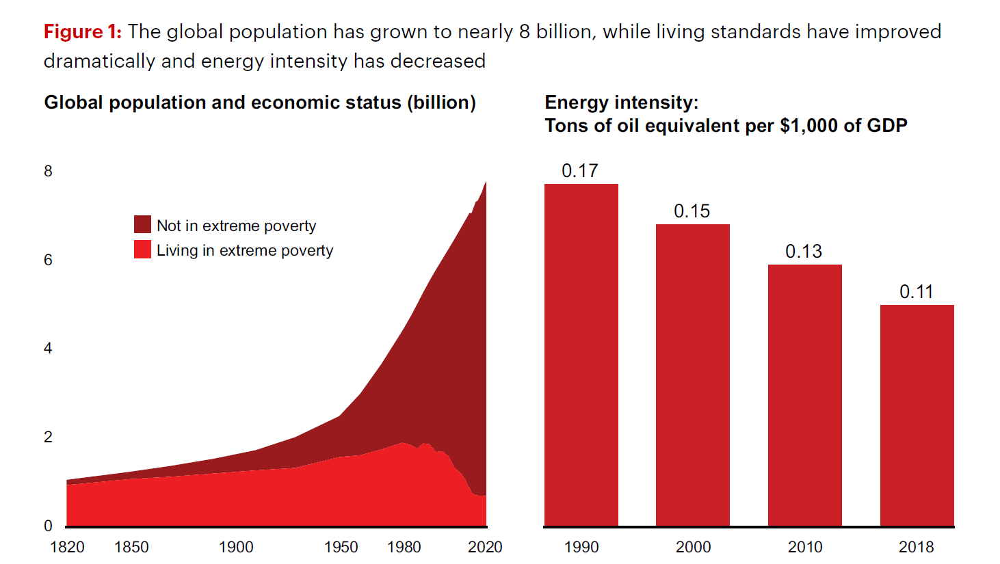 Figure 1: The global population has grown to nearly 8 billion, while living standards have improved
dramatically and energy intensity has decreased
Global population and economic status (billion)
8
6
4
2
0
Not in extreme poverty
Living in extreme poverty
1820 1850 1900 1950 1980 2020
Energy intensity:
Tons of oil equivalent per $1,000 of GDP
0.17
0.15
0.13
0.11
1990 2000 2010 2018